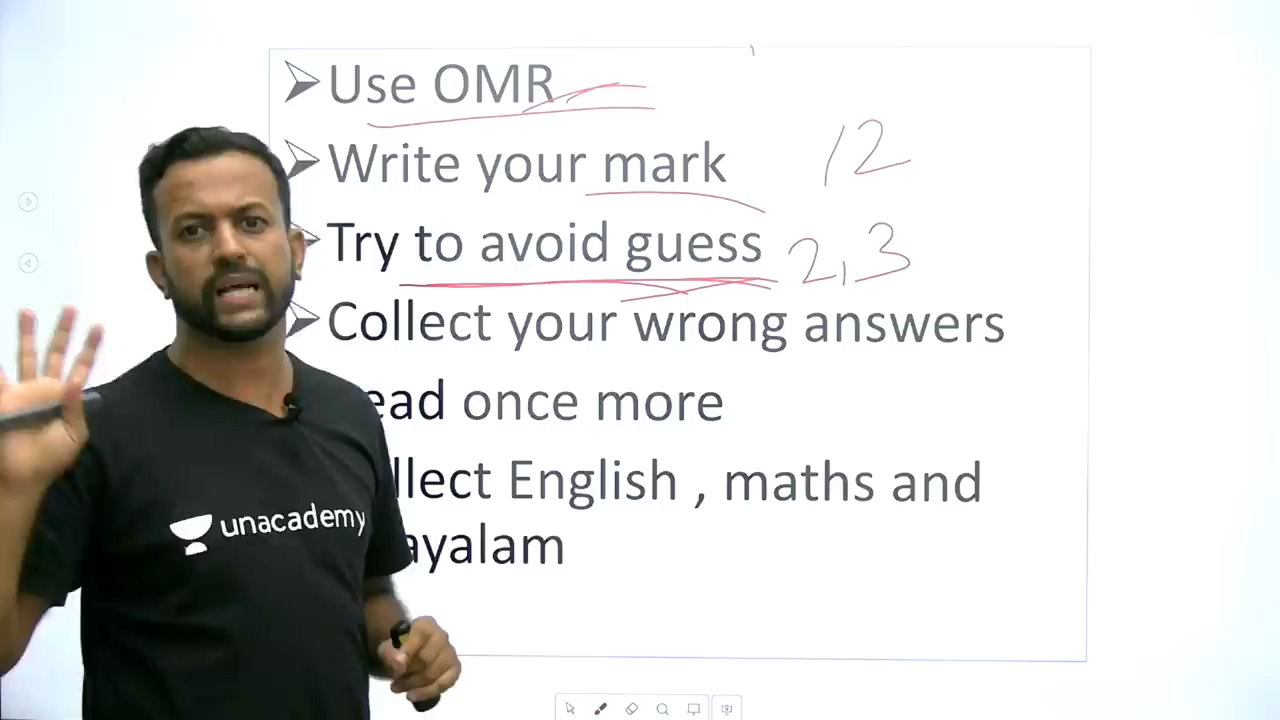 Use OMR
Write your mark 12
Try to avoid guess 2,3
Collect your wrong answers
ead once more
llect English , maths and
ayalam
unacademy